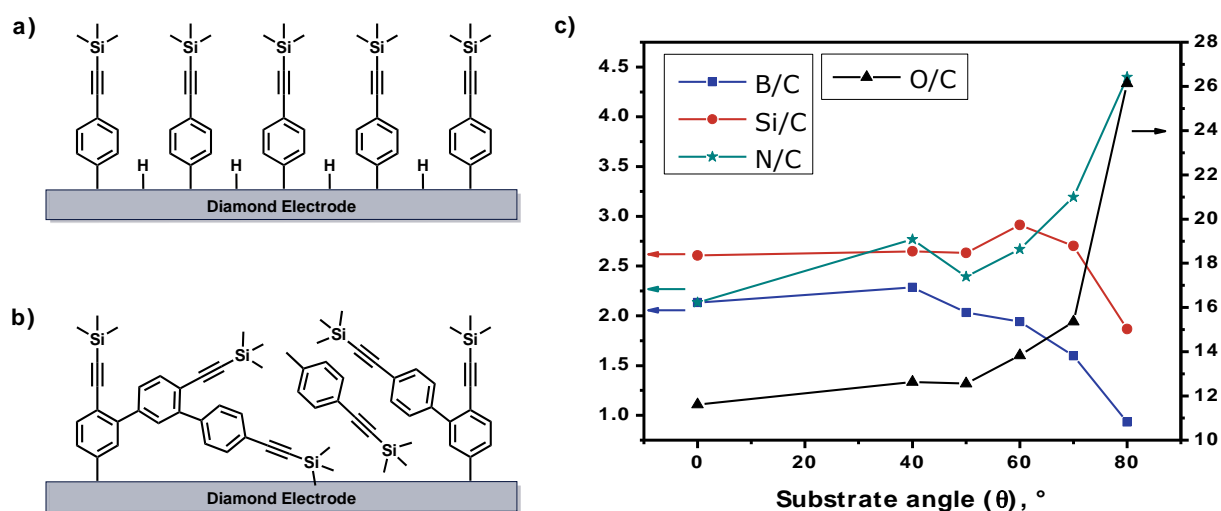 a)
Si Si Si Si Si
H H H H
Diamond Electrode
b)
Si Si Si Si
Si Si
Diamond Electrode
c)
B/C
Si/C
N/C
O/C
4.5
4.0
3.5
3.0
2.5
2.0
1.5
1.0
28
26
24
22
20
18
16
14
12
10
0 20 40 60 80
Substrate angle (θ), °